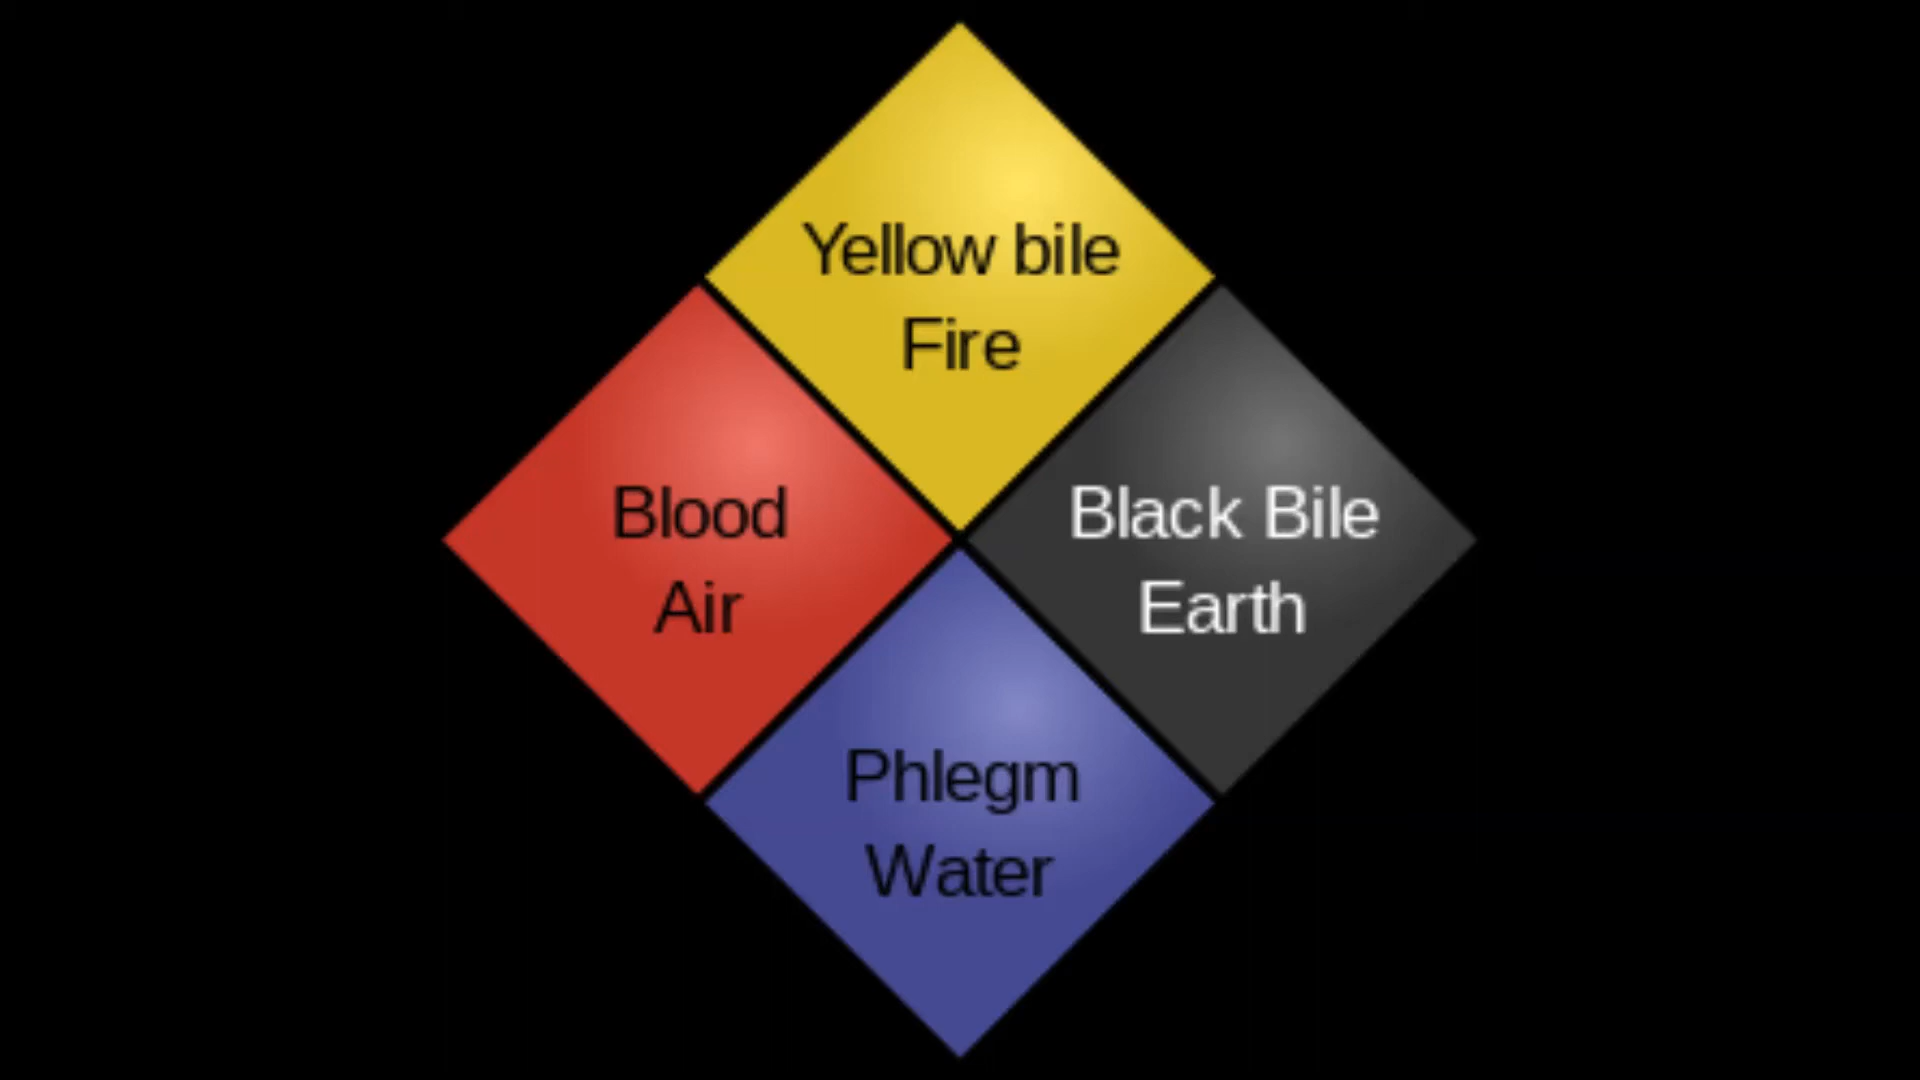 Yellow bile
Fire
Blood
Air
Black Bile
Earth
Phlegm
Water